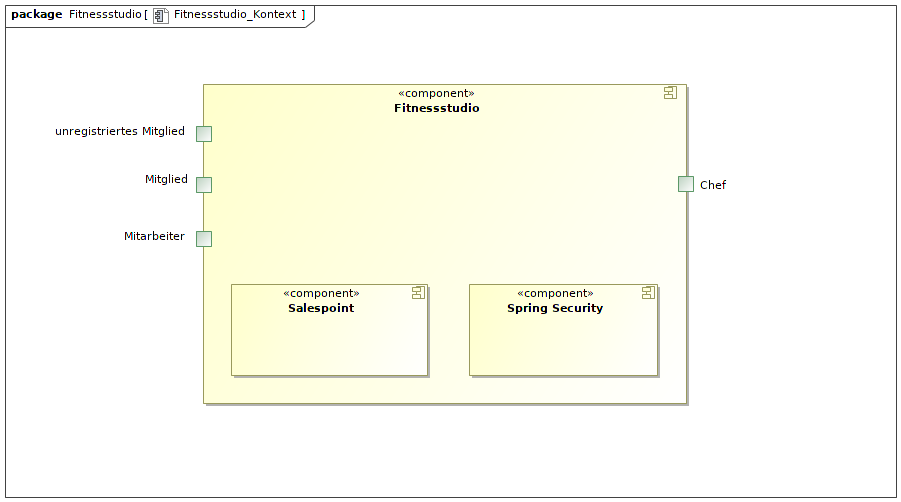 package Fitnessstudio [ Fitnessstudio_Kontext ]
«component»
Fitnessstudio
unregistriertes Mitglied
Mitglied
Chef
Mitarbeiter
«component»
Salespoint
«component»
Spring Security